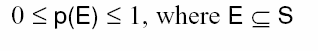 0 ≤ p(E) ≤ 1, where E ⊆ S